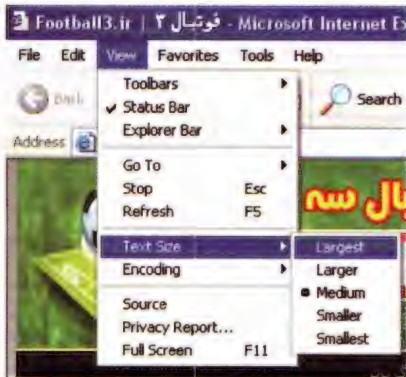 Football3.ir | فوتبال ۳ - Microsoft Internet Ex
File Edit View Favorites Tools Help
Back
Search
Address
Toolbars
Status Bar
Explorer Bar
Go To
Stop Esc
Refresh F5
Text Size
Encoding
Source
Privacy Report...
Full Screen F11
Largest
Larger
Medium
Smaller
Smallest
بال سه